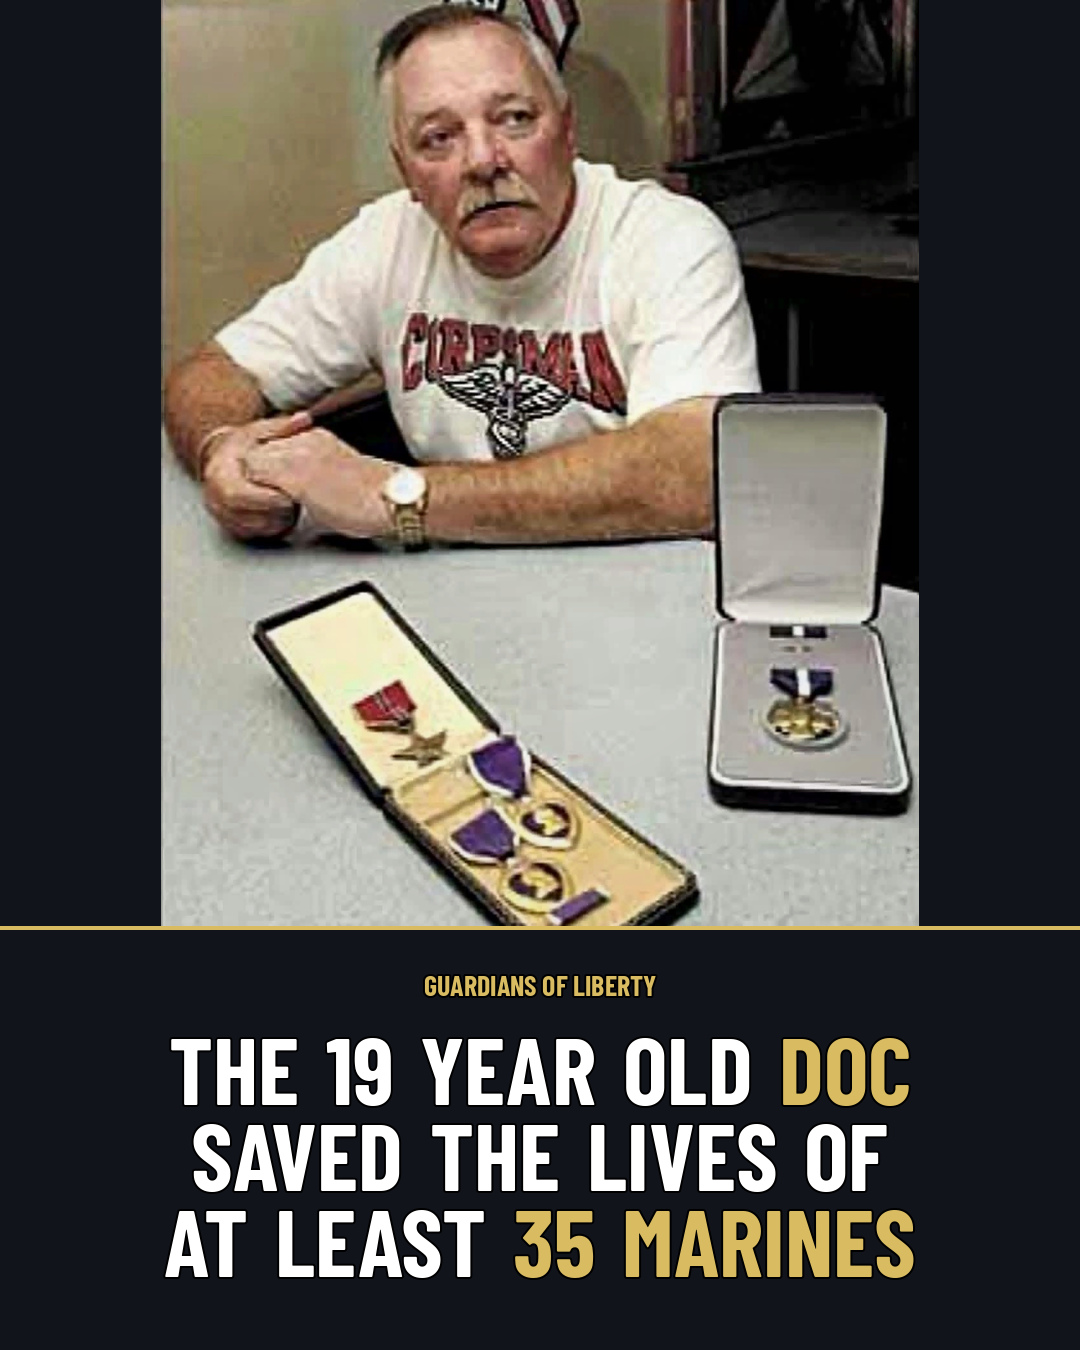 CORPSMAN
GUARDIANS OF LIBERTY
THE 19 YEAR OLD DOC
SAVED THE LIVES OF
AT LEAST 35 MARINES